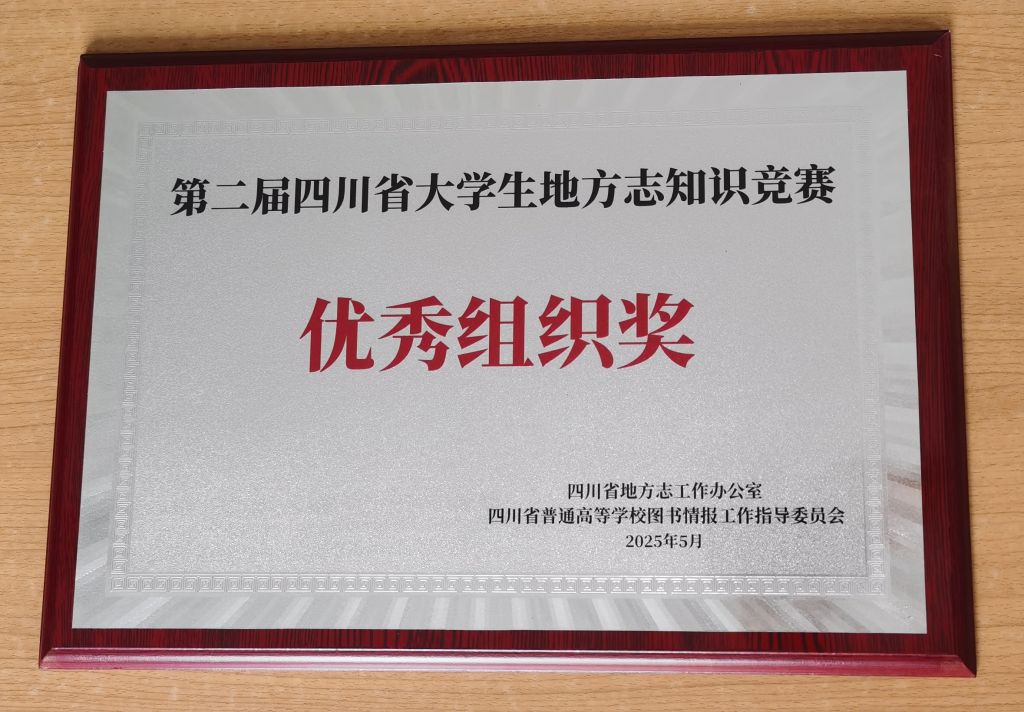 第二届四川省大学生地方志知识竞赛
优秀组织奖
四川省地方志工作办公室
四川省普通高等学校图书情报工作指导委员会
2025年5月